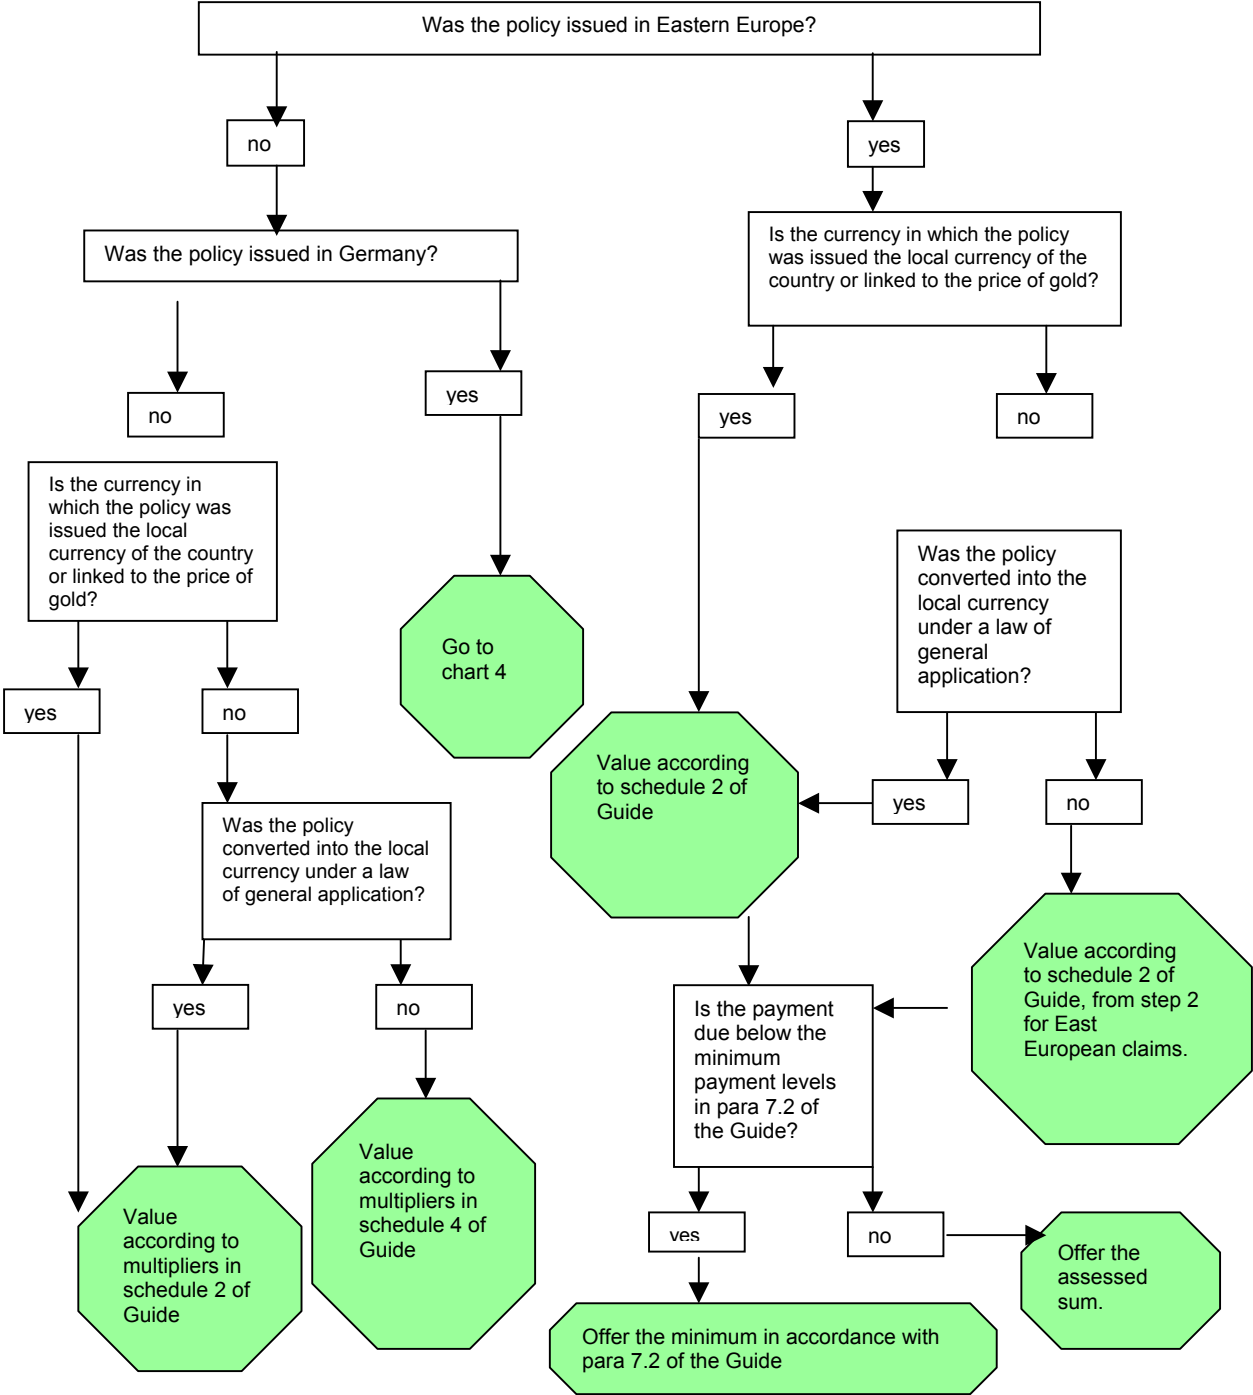 Was the policy issued in Eastern Europe?
no
yes
Was the policy issued in Germany?
Is the currency in which the policy
was issued the local currency of the
country or linked to the price of gold?
no
yes
yes
no
Is the currency in
which the policy was
issued the local
currency of the country
or linked to the price of
gold?
Was the policy
converted into the
local currency
under a law of
general
application?
Go to
chart 4
yes
no
Value according
to schedule 2 of
Guide
yes
no
Was the policy
converted into the local
currency under a law
of general application?
yes
no
Value according
to schedule 2 of
Guide, from step 2
for East
European claims.
Is the payment
due below the
minimum
payment levels
in para 7.2 of
the Guide?
Value
according to
multipliers in
schedule 4 of
Guide
Value
according to
multipliers in
schedule 2 of
Guide
yes
no
Offer the
assessed
sum.
Offer the minimum in accordance with
para 7.2 of the Guide